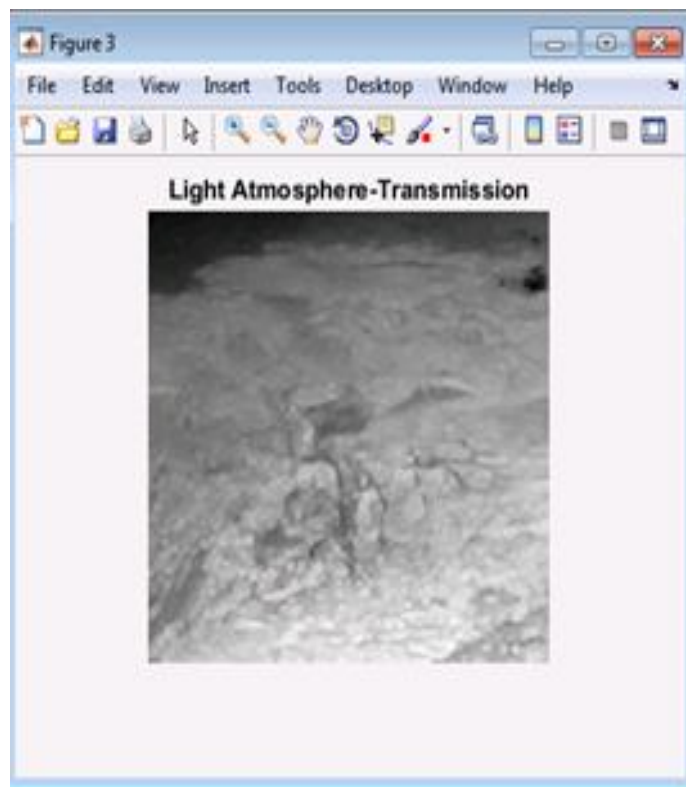 Figure 3
File Edit View Insert Tools Desktop Window Help
Light Atmosphere-Transmission